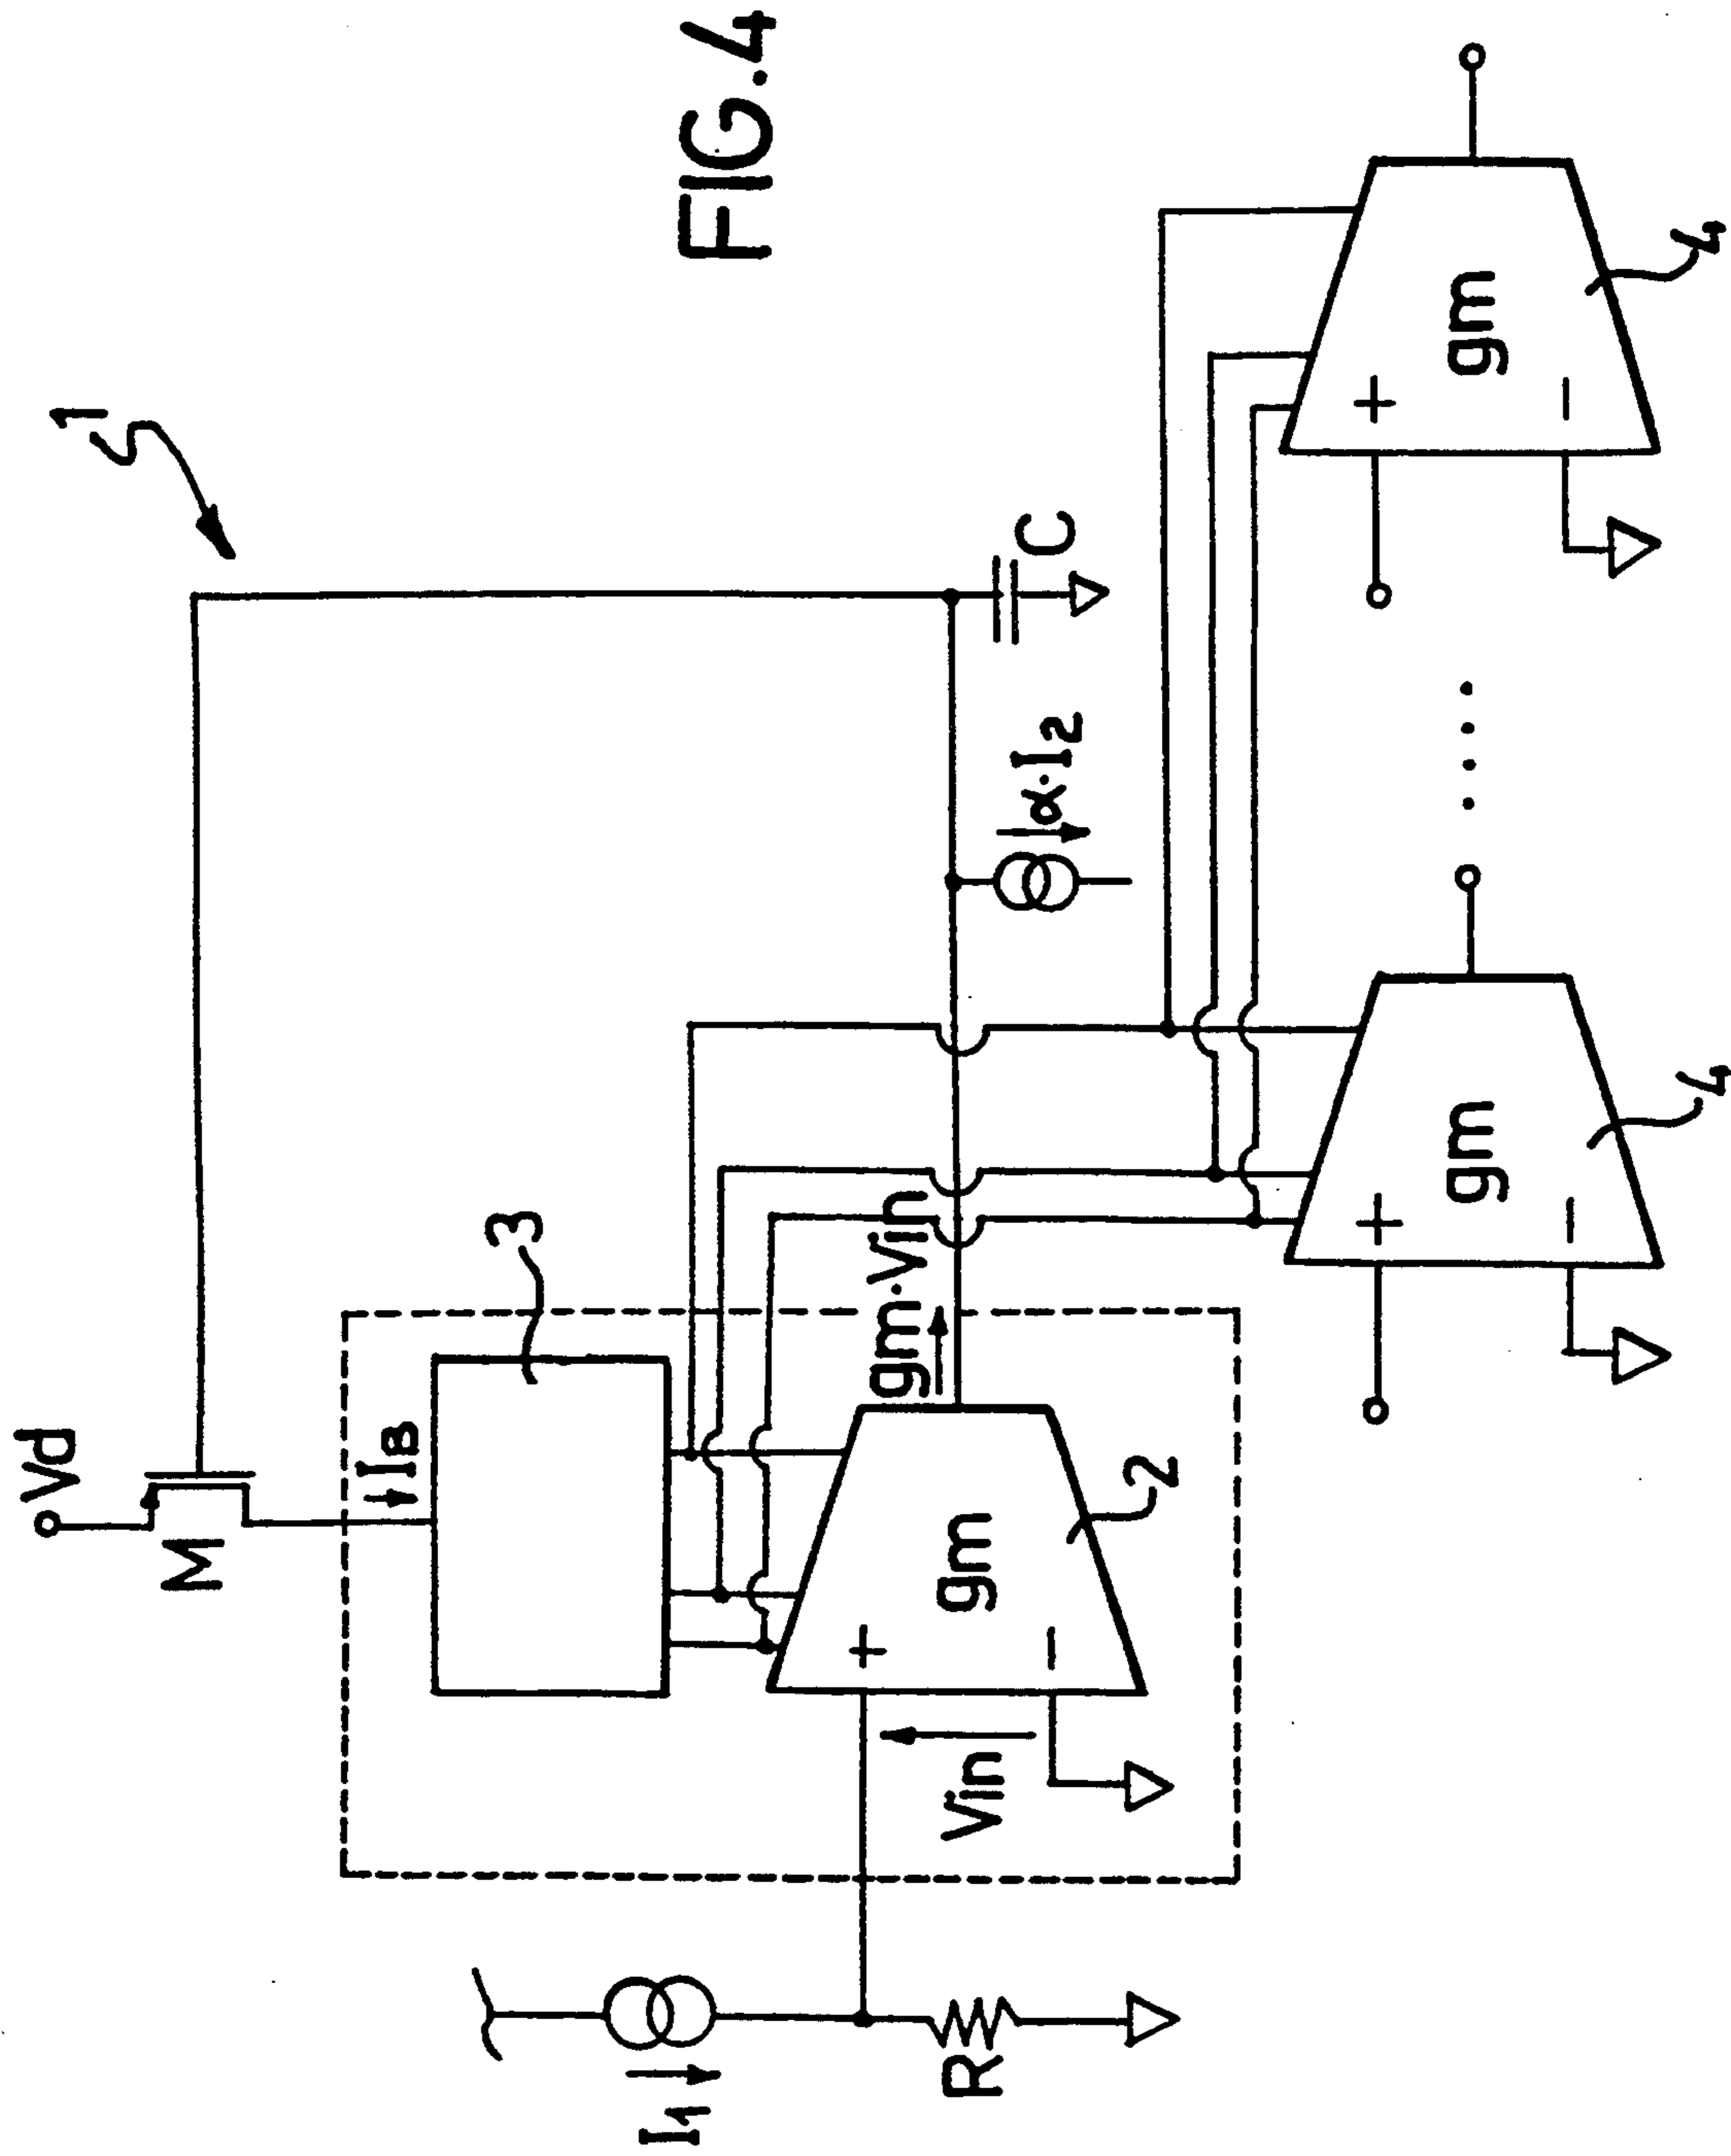 FIG.4
1
Vd
M
IB
3
gm·Vin
α·I2
C
I1
R
Vin
+
−
gm
2
+
−
gm
4
....
+
−
gm
4